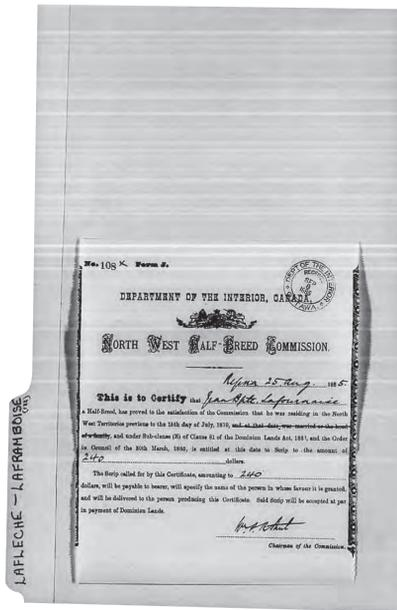 No. 108 X Form J.
DEPT OF THE INTERIOR
SEP
OTTAWA
DEPARTMENT OF THE INTERIOR, CANADA.
NORTH WEST HALF-BREED COMMISSION.
Regina 25 Aug. 1885.
This is to Certify that Jean Bpte Lafournaise
a Half-Breed, has proved to the satisfaction of the Commission that he was residing in the North
West Territories previous to the 15th day of July, 1870, and at that date was married or the head
of a family, and under Sub-clause (E) of Clause 81 of the Dominion Lands Act, 1883, and the Order
in Council of the 30th March, 1885, is entitled at this date to Scrip to the amount of
240 dollars.
The Scrip called for by this Certificate, amounting to 240
dollars, will be payable to bearer, will specify the name of the person in whose favour it is granted,
and will be delivered to the person producing this Certificate. Said Scrip will be accepted at par
in payment of Dominion Lands.
Chairman of the Commission.
LAFLECHE - LAFRAMBOISE